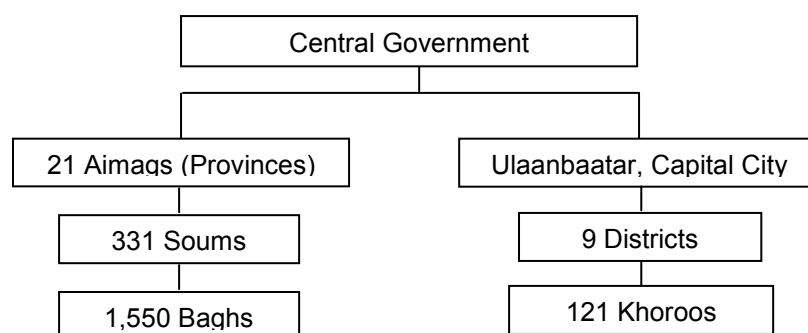 Central Government
21 Aimags (Provinces)
Ulaanbaatar, Capital City
331 Soums
9 Districts
1,550 Baghs
121 Khoroos